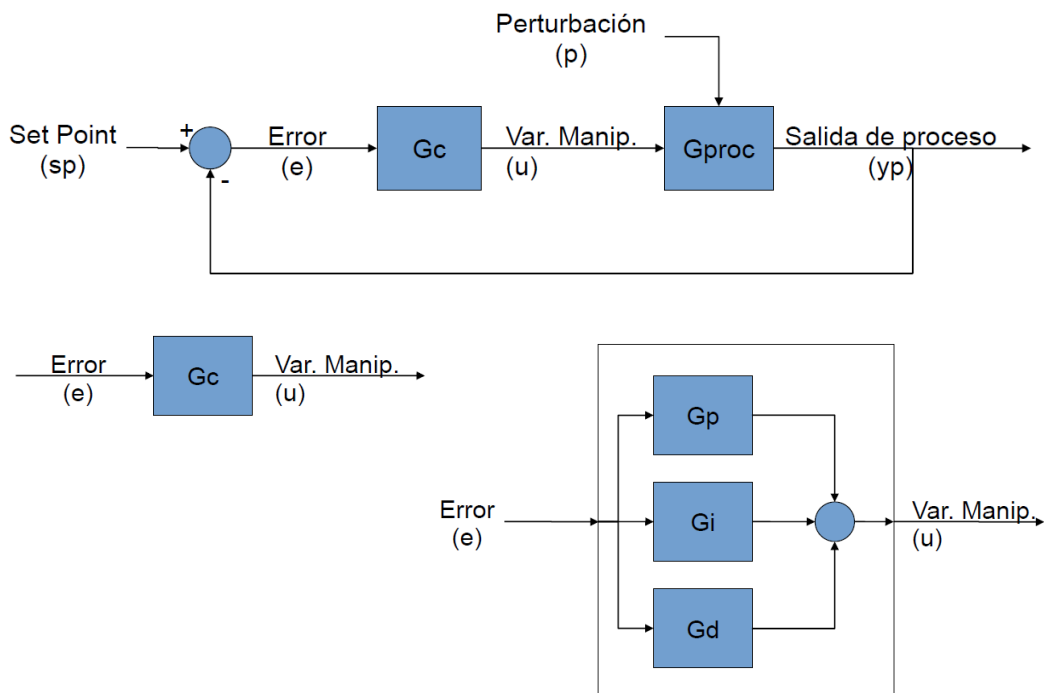 Perturbación
(p)
Set Point
(sp)
+
-
Error
(e)
Gc
Var. Manip.
(u)
Gproc
Salida de proceso
(yp)
Error
(e)
Gc
Var. Manip.
(u)
Error
(e)
Gp
Gi
Gd
Var. Manip.
(u)